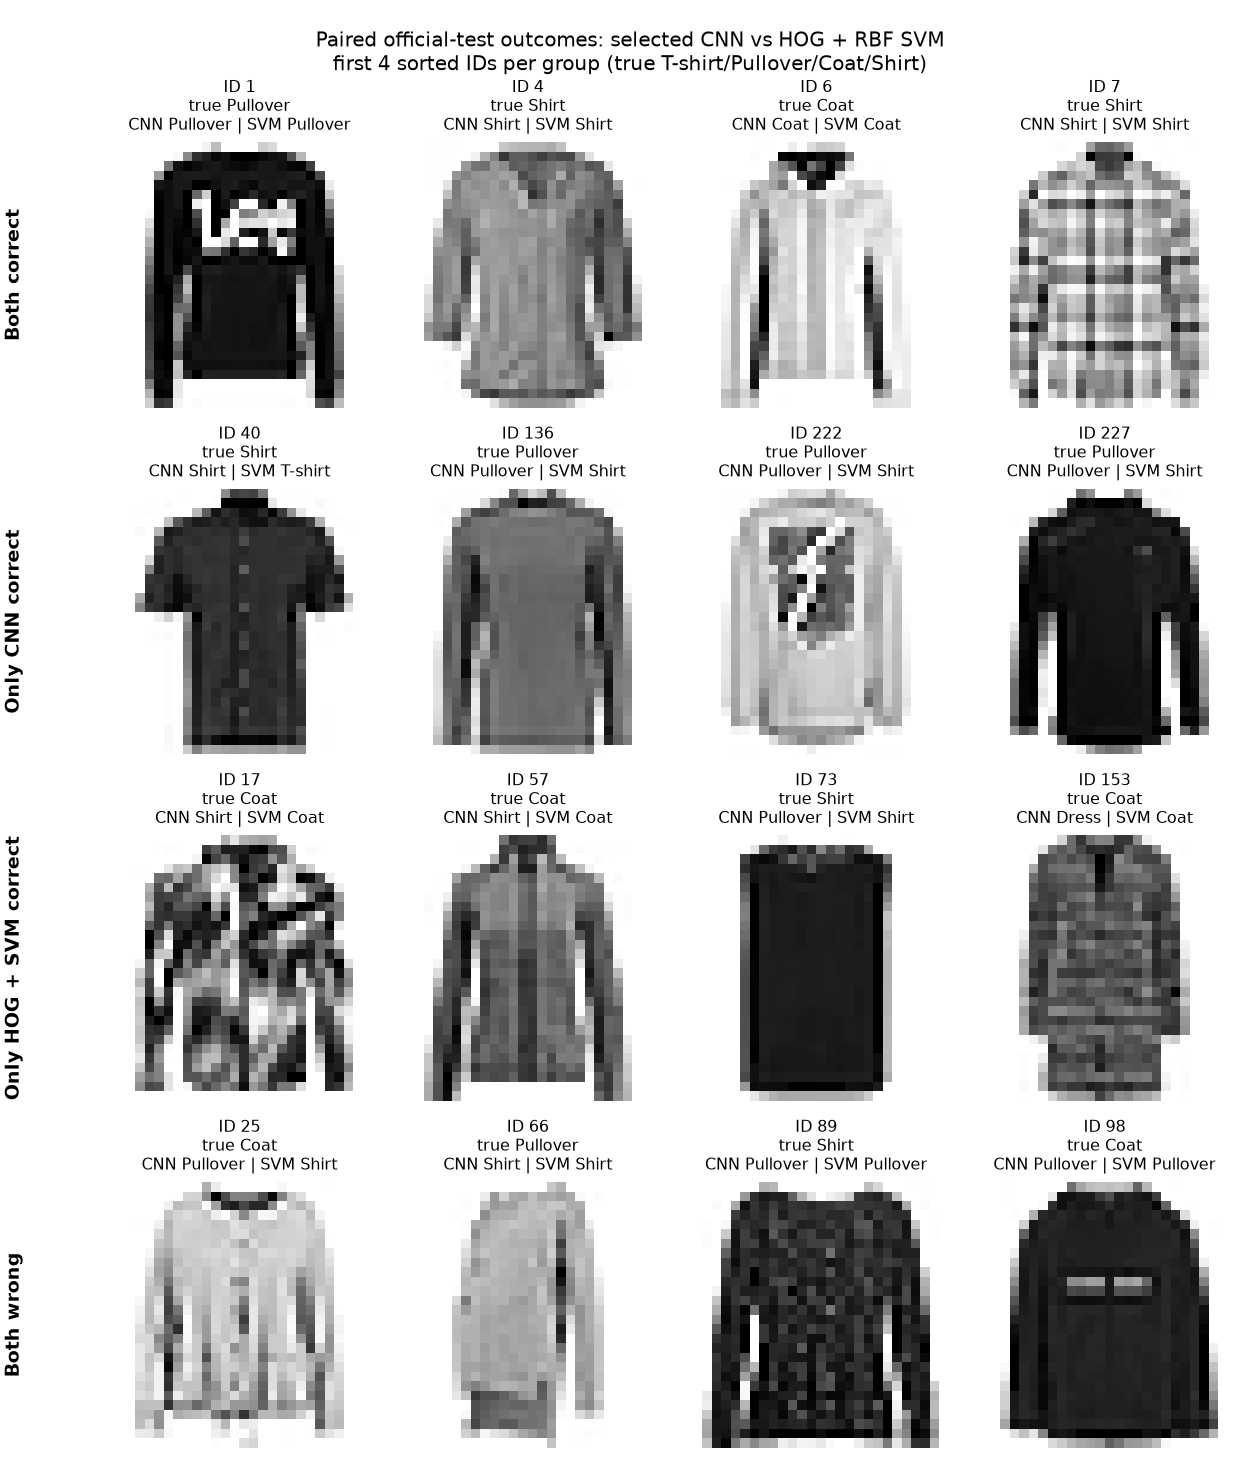 Paired official-test outcomes: selected CNN vs HOG + RBF SVM
first 4 sorted IDs per group (true T-shirt/Pullover/Coat/Shirt)
Both correct
ID 1
true Pullover
CNN Pullover | SVM Pullover
ID 4
true Shirt
CNN Shirt | SVM Shirt
ID 6
true Coat
CNN Coat | SVM Coat
ID 7
true Shirt
CNN Shirt | SVM Shirt
Only CNN correct
ID 40
true Shirt
CNN Shirt | SVM T-shirt
ID 136
true Pullover
CNN Pullover | SVM Shirt
ID 222
true Pullover
CNN Pullover | SVM Shirt
ID 227
true Pullover
CNN Pullover | SVM Shirt
Only HOG + SVM correct
ID 17
true Coat
CNN Shirt | SVM Coat
ID 57
true Coat
CNN Shirt | SVM Coat
ID 73
true Shirt
CNN Pullover | SVM Shirt
ID 153
true Coat
CNN Dress | SVM Coat
Both wrong
ID 25
true Coat
CNN Pullover | SVM Shirt
ID 66
true Pullover
CNN Shirt | SVM Shirt
ID 89
true Shirt
CNN Pullover | SVM Pullover
ID 98
true Coat
CNN Pullover | SVM Pullover